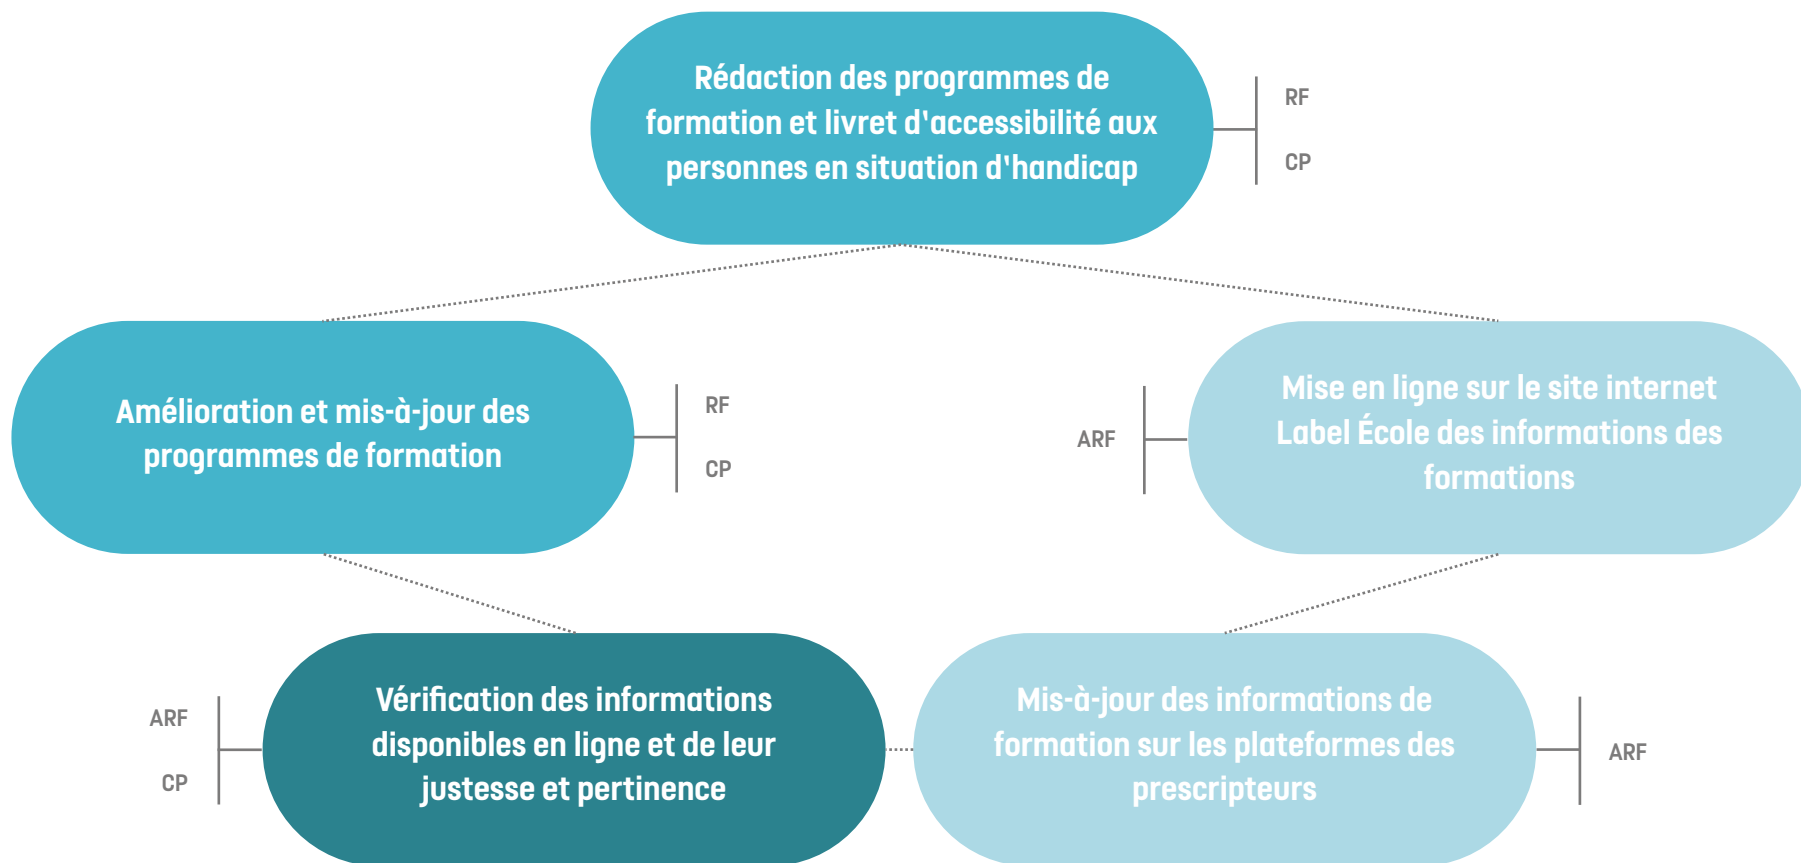 Rédaction des programmes de
formation et livret d'accessibilité aux
personnes en situation d'handicap
RF
CP
Amélioration et mis-à-jour des
programmes de formation
RF
CP
ARF
Mise en ligne sur le site internet
Label École des informations des
formations
ARF
CP
Vérification des informations
disponibles en ligne et de leur
justesse et pertinence
Mis-à-jour des informations de
formation sur les plateformes des
prescripteurs
ARF